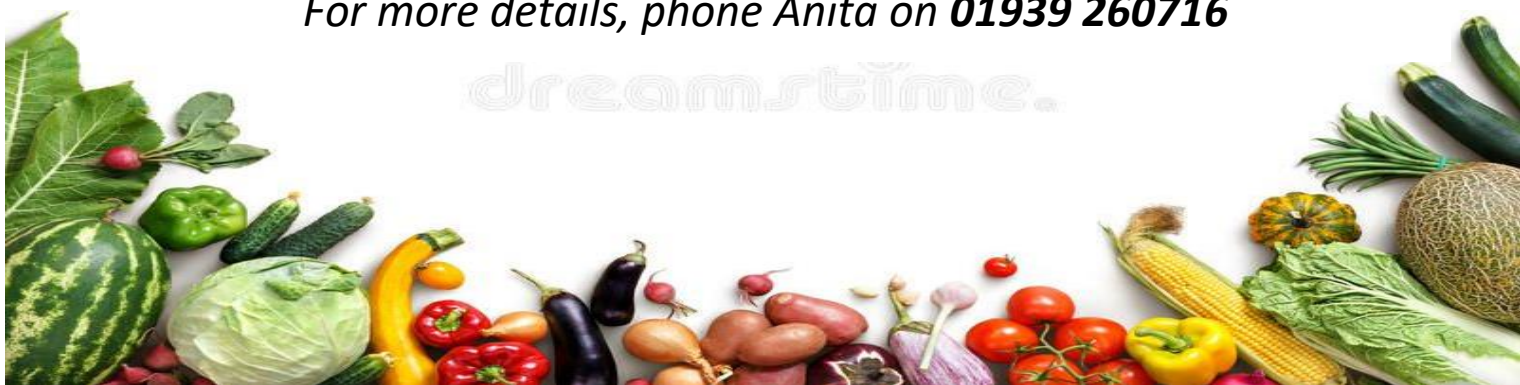 For more details, phone Anita on 01939 260716
dreamstime.